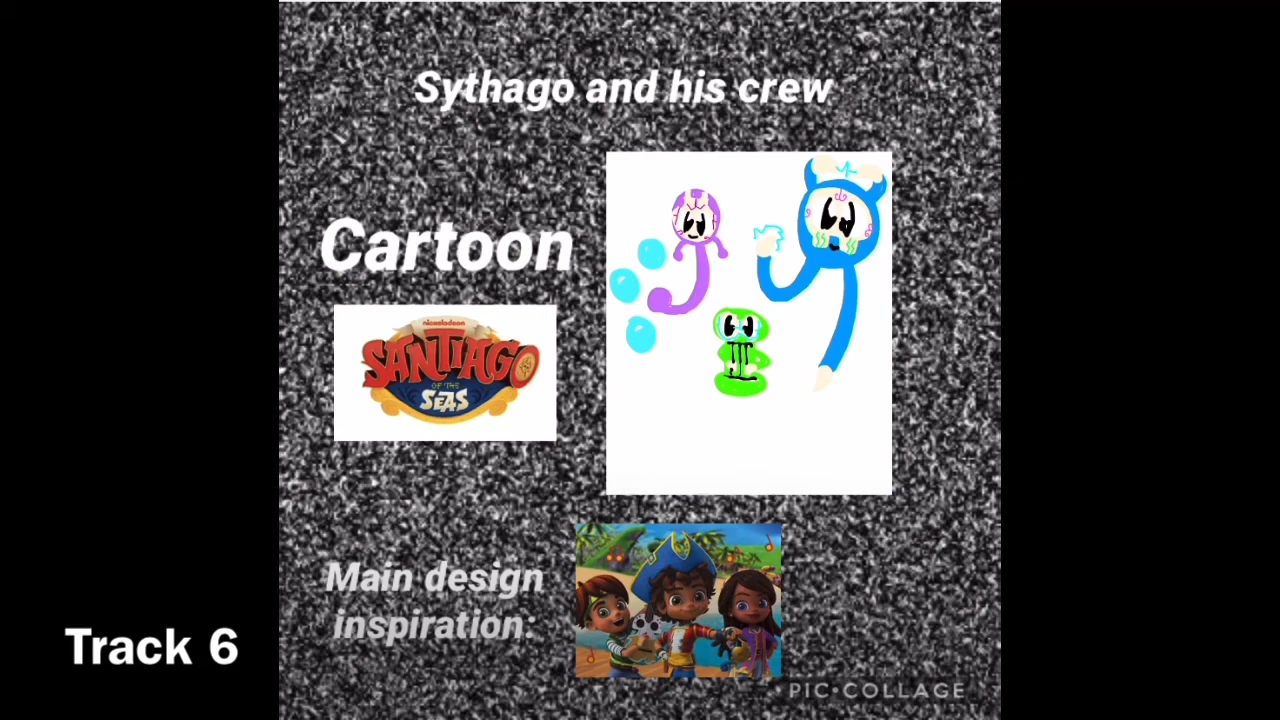 Sythago and his crew
Cartoon
nickelodeon
SANTIAGO
OF THE
SEAS
Main design
inspiration:
Track 6
PIC•COLLAGE